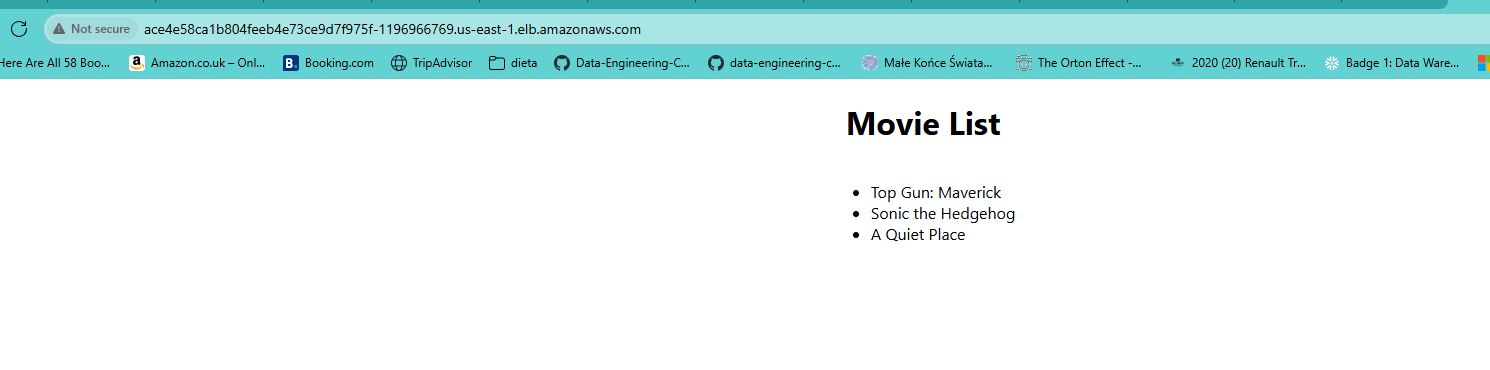 Not secure ace4e58ca1b804feeb4e73ce9d7f975f-1196966769.us-east-1.elb.amazonaws.com
Here Are All 58 Boo... Amazon.co.uk – Onl... Booking.com TripAdvisor dieta Data-Engineering-C... data-engineering-c... Małe Końce Świata... The Orton Effect -... 2020 (20) Renault Tr... Badge 1: Data Ware...
Movie List
Top Gun: Maverick
Sonic the Hedgehog
A Quiet Place